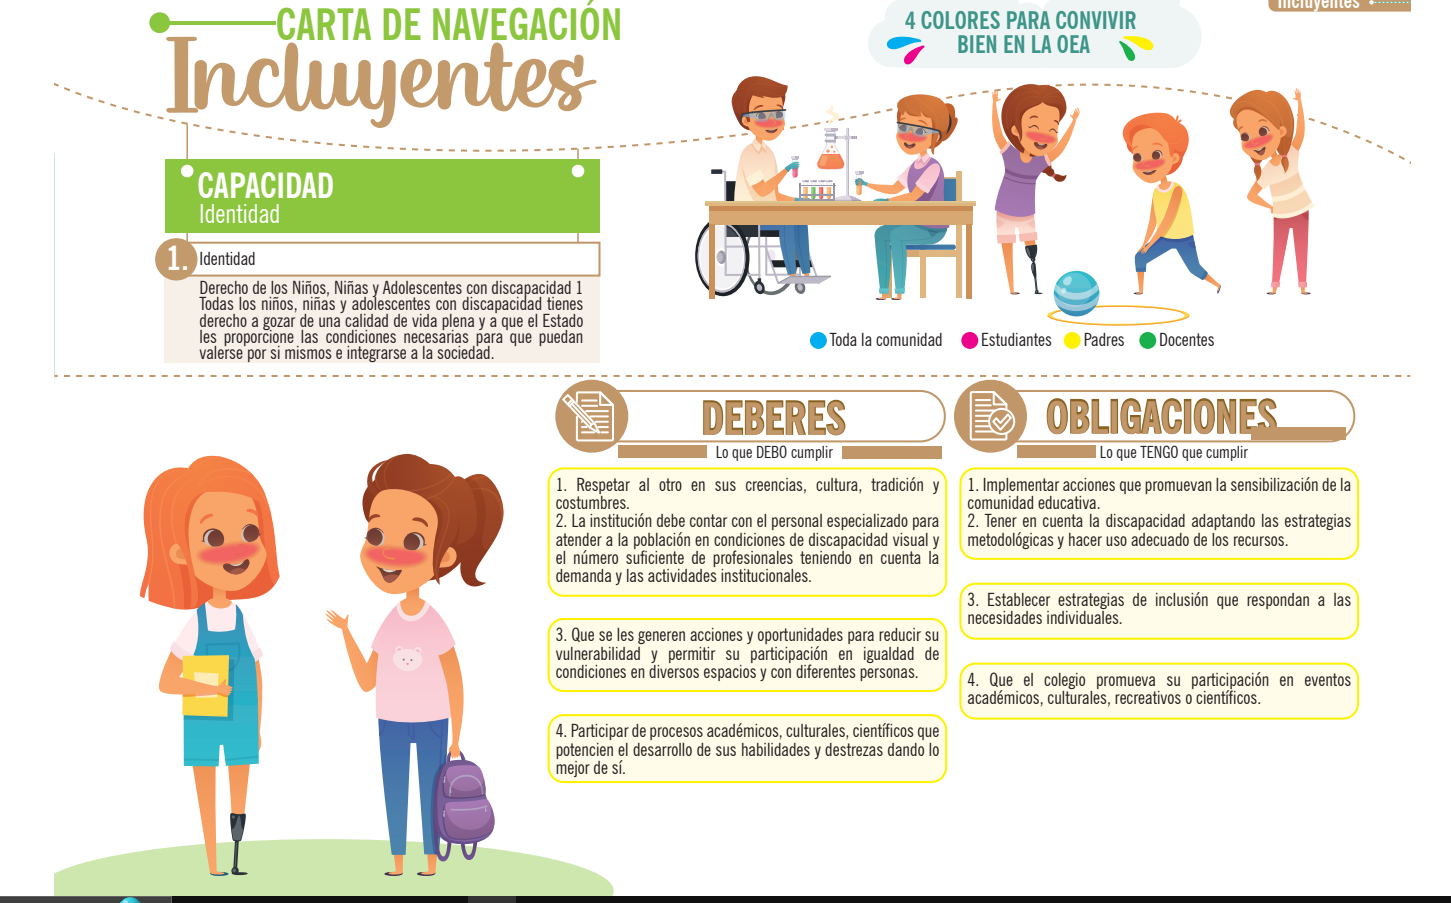 CARTA DE NAVEGACIÓN
Incluyentes
4 COLORES PARA CONVIVIR
BIEN EN LA OEA
Incluyentes
CAPACIDAD
Identidad
1. Identidad
Derecho de los Niños, Niñas y Adolescentes con discapacidad 1
Todas los niños, niñas y adolescentes con discapacidad tienes
derecho a gozar de una calidad de vida plena y a que el Estado
les proporcione las condiciones necesarias para que puedan
valerse por si mismos e integrarse a la sociedad.
Toda la comunidad Estudiantes Padres Docentes
DEBERES
Lo que DEBO cumplir
1. Respetar al otro en sus creencias, cultura, tradición y
costumbres.
2. La institución debe contar con el personal especializado para
atender a la población en condiciones de discapacidad visual y
el número suficiente de profesionales teniendo en cuenta la
demanda y las actividades institucionales.
3. Que se les generen acciones y oportunidades para reducir su
vulnerabilidad y permitir su participación en igualdad de
condiciones en diversos espacios y con diferentes personas.
4. Participar de procesos académicos, culturales, científicos que
potencien el desarrollo de sus habilidades y destrezas dando lo
mejor de sí.
OBLIGACIONES
Lo que TENGO que cumplir
1. Implementar acciones que promuevan la sensibilización de la
comunidad educativa.
2. Tener en cuenta la discapacidad adaptando las estrategias
metodológicas y hacer uso adecuado de los recursos.
3. Establecer estrategias de inclusión que respondan a las
necesidades individuales.
4. Que el colegio promueva su participación en eventos
académicos, culturales, recreativos o científicos.